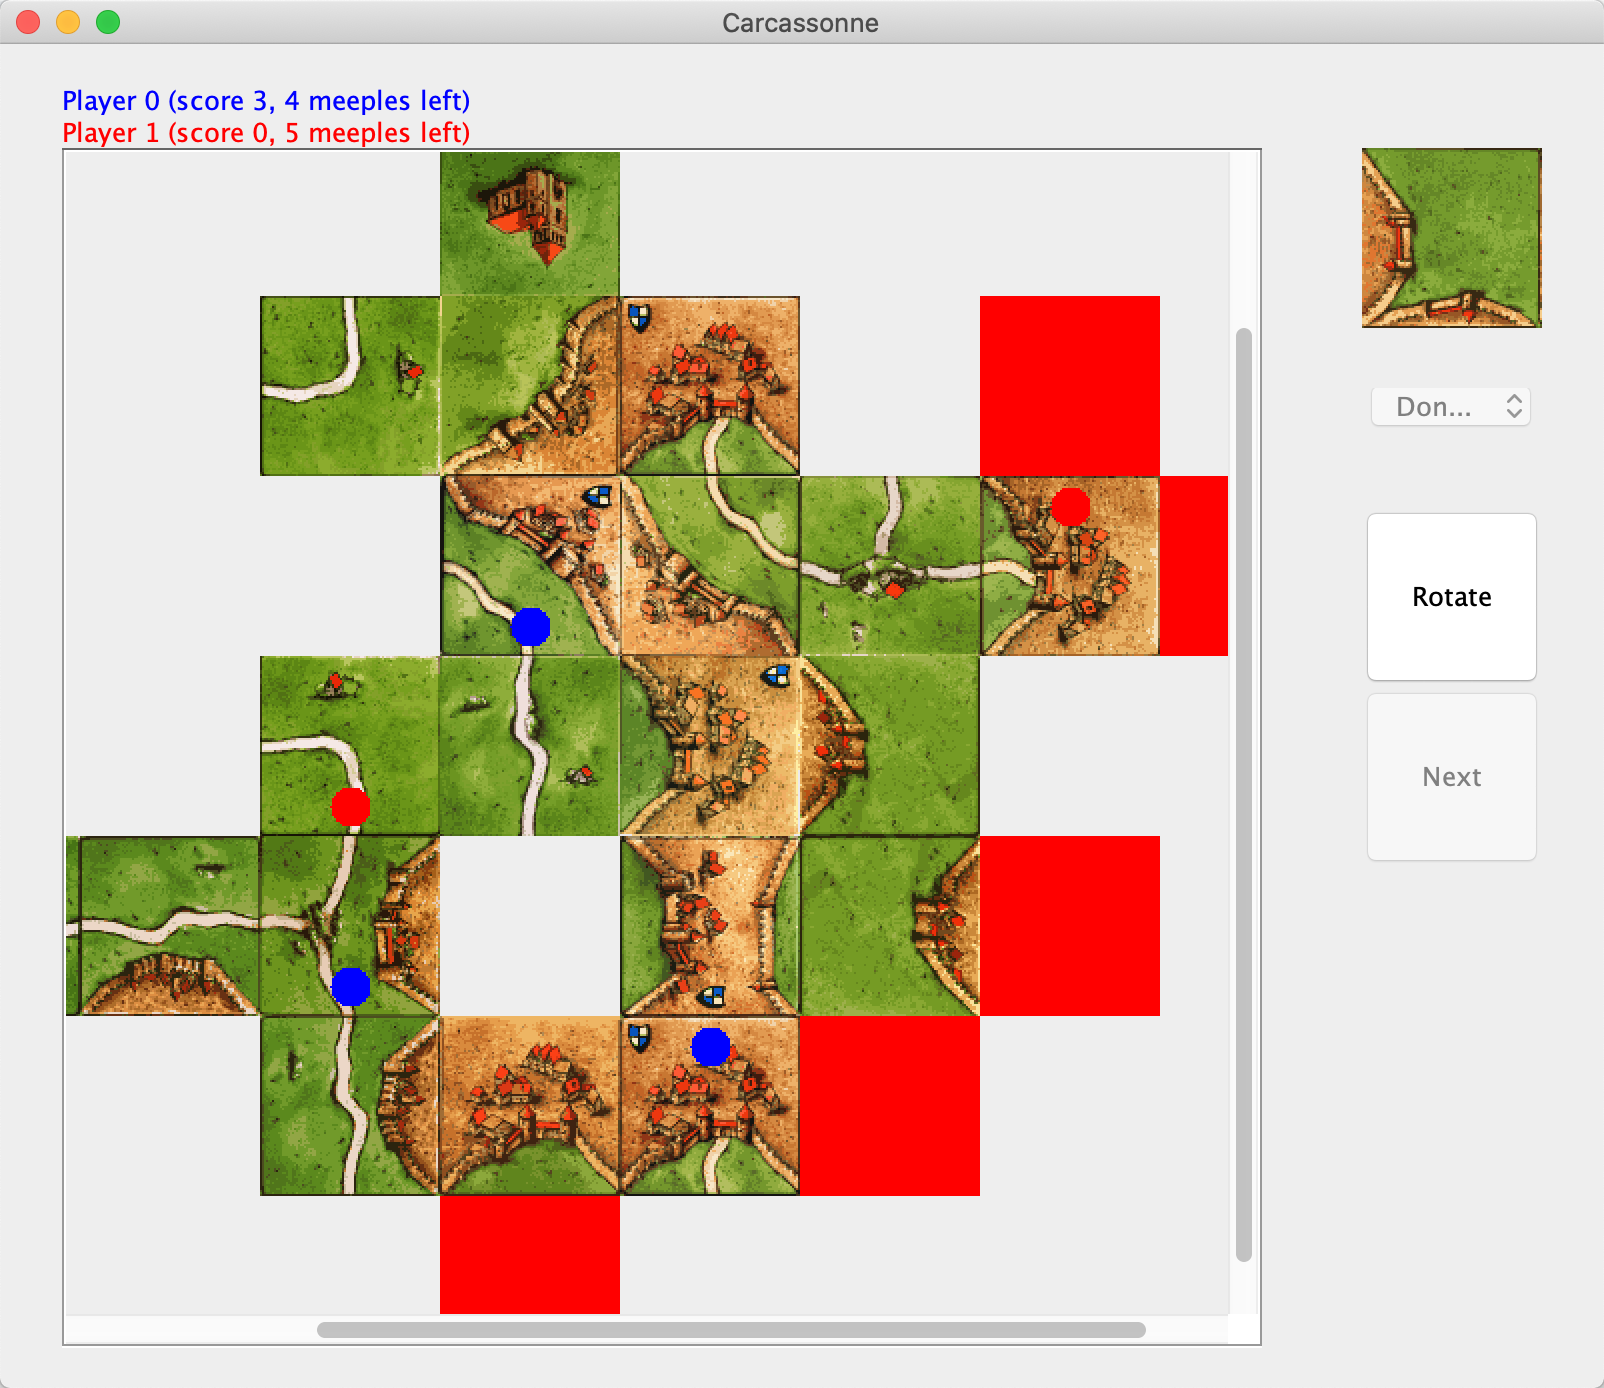 Carcassonne
Player 0 (score 3, 4 meeples left)
Player 1 (score 0, 5 meeples left)
Don...
Rotate
Next